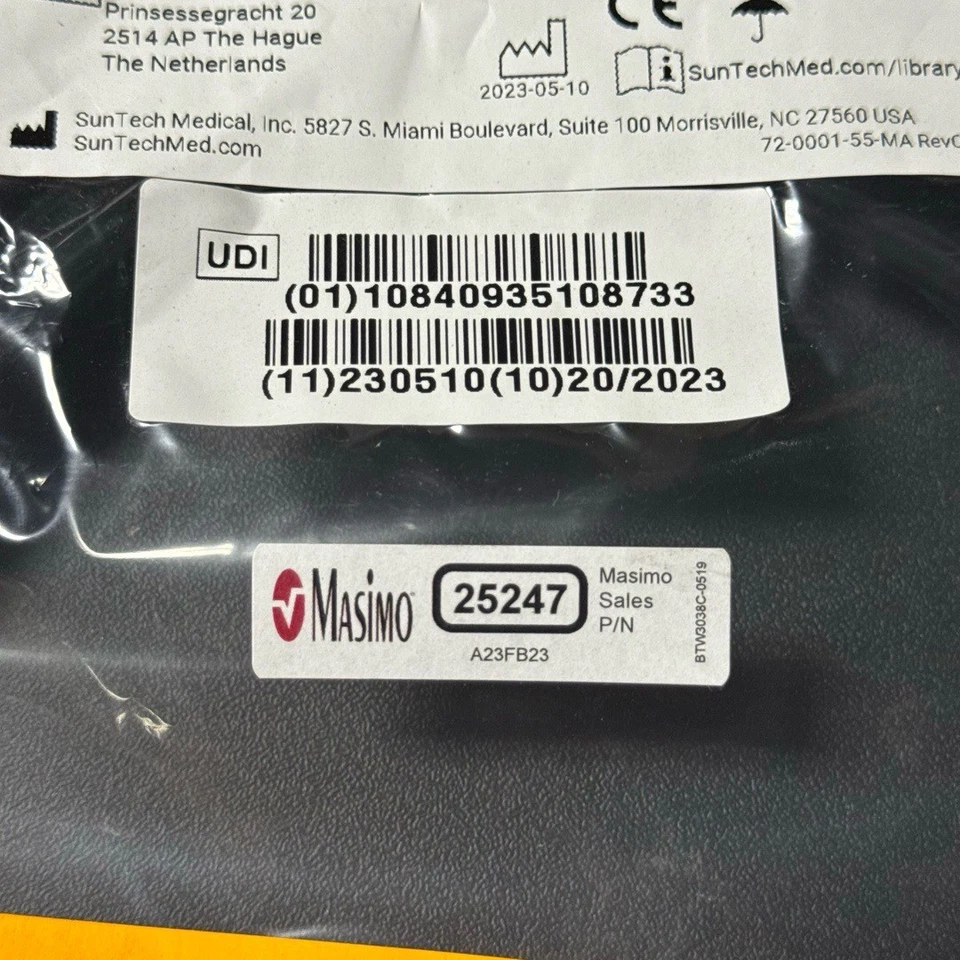 Prinsessegracht 20
2514 AP The Hague
The Netherlands
CE
2023-05-10
i SunTechMed.com/library
SunTech Medical, Inc. 5827 S. Miami Boulevard, Suite 100 Morrisville, NC 27560 USA
SunTechMed.com
72-0001-55-MA RevC
UDI
(01)10840935108733
(11)230510(10)20/2023
MASIMO
25247
Masimo
Sales
P/N
A23FB23
BTW3038C-0519